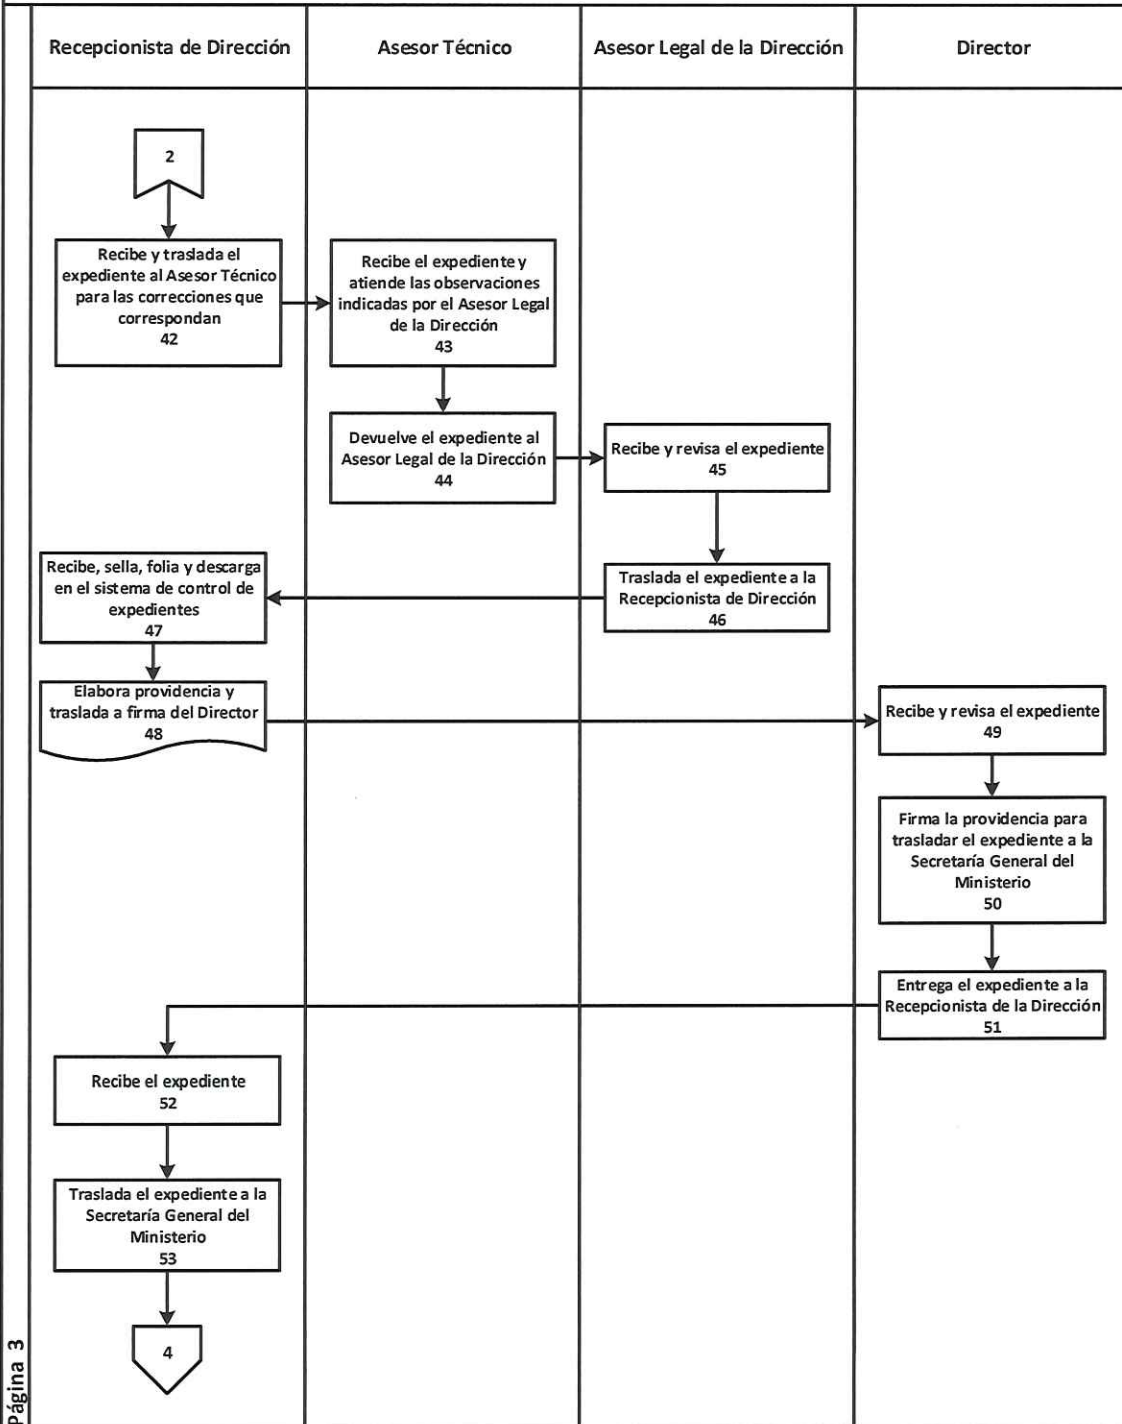 Recepcionista de Dirección
Asesor Técnico
Asesor Legal de la Dirección
Director
2
Recibe y traslada el
expediente al Asesor Técnico
para las correcciones que
correspondan
42
Recibe el expediente y
atiende las observaciones
indicadas por el Asesor Legal
de la Dirección
43
Devuelve el expediente al
Asesor Legal de la Dirección
44
Recibe y revisa el expediente
45
Traslada el expediente a la
Recepcionista de Dirección
46
Recibe, sella, folia y descarga
en el sistema de control de
expedientes
47
Elabora providencia y
traslada a firma del Director
48
Recibe y revisa el expediente
49
Firma la providencia para
trasladar el expediente a la
Secretaría General del
Ministerio
50
Entrega el expediente a la
Recepcionista de la Dirección
51
Recibe el expediente
52
Traslada el expediente a la
Secretaría General del
Ministerio
53
4
Página 3